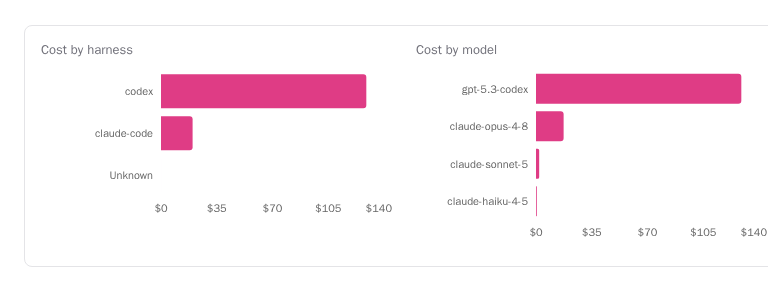 Cost by harness
codex
claude-code
Unknown
$0 $35 $70 $105 $140
Cost by model
gpt-5.3-codex
claude-opus-4-8
claude-sonnet-5
claude-haiku-4-5
$0 $35 $70 $105 $140